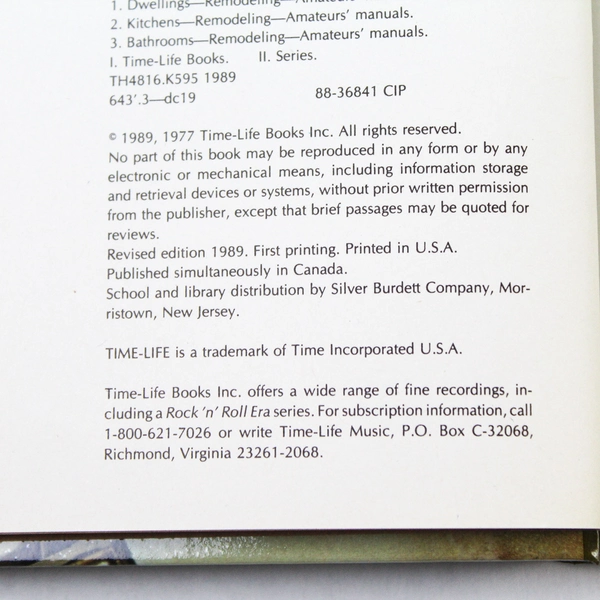 1. Dwellings—Remodeling—Amateurs'
2. Kitchens—Remodeling—Amateurs' manuals.
3. Bathrooms—Remodeling—Amateurs' manuals.
I. Time-Life Books. II. Series.
TH4816.K595 1989
643'.3—dc19 88-36841 CIP
© 1989, 1977 Time-Life Books Inc. All rights reserved.
No part of this book may be reproduced in any form or by any
electronic or mechanical means, including information storage
and retrieval devices or systems, without prior written permission
from the publisher, except that brief passages may be quoted for
reviews.
Revised edition 1989. First printing. Printed in U.S.A.
Published simultaneously in Canada.
School and library distribution by Silver Burdett Company, Mor-
ristown, New Jersey.
TIME-LIFE is a trademark of Time Incorporated U.S.A.
Time-Life Books Inc. offers a wide range of fine recordings, in-
cluding a Rock 'n' Roll Era series. For subscription information, call
1-800-621-7026 or write Time-Life Music, P.O. Box C-32068,
Richmond, Virginia 23261-2068.